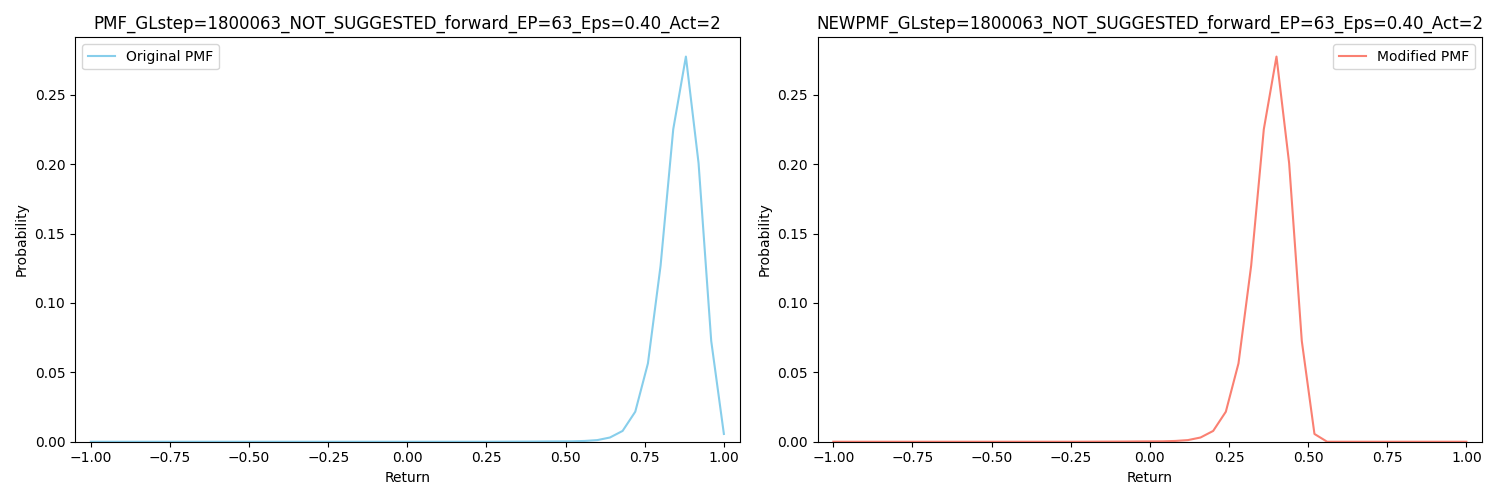 PMF_GLstep=1800063_NOT_SUGGESTED_forward_EP=63_Eps=0.40_Act=2
Original PMF
Probability
0.25
0.20
0.15
0.10
0.05
0.00
−1.00 −0.75 −0.50 −0.25 0.00 0.25 0.50 0.75 1.00
Return
NEWPMF_GLstep=1800063_NOT_SUGGESTED_forward_EP=63_Eps=0.40_Act=2
Modified PMF
Probability
0.25
0.20
0.15
0.10
0.05
0.00
−1.00 −0.75 −0.50 −0.25 0.00 0.25 0.50 0.75 1.00
Return